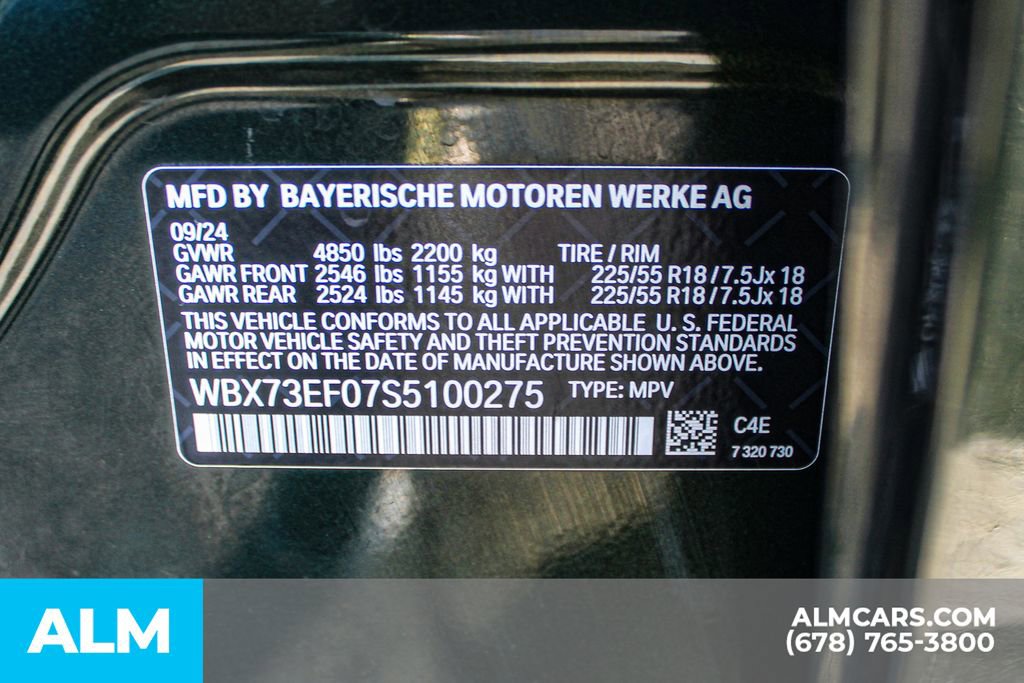 MFD BY BAYERISCHE MOTOREN WERKE AG
09/24
GVWR 4850 lbs 2200 kg TIRE / RIM
GAWR FRONT 2546 lbs 1155 kg WITH 225/55 R18 / 7.5Jx 18
GAWR REAR 2524 lbs 1145 kg WITH 225/55 R18 / 7.5Jx 18
THIS VEHICLE CONFORMS TO ALL APPLICABLE U. S. FEDERAL
MOTOR VEHICLE SAFETY AND THEFT PREVENTION STANDARDS
IN EFFECT ON THE DATE OF MANUFACTURE SHOWN ABOVE.
WBX73EF07S5100275 TYPE: MPV
C4E
7 320 730
ALM
ALMCARS.COM
(678) 765-3800